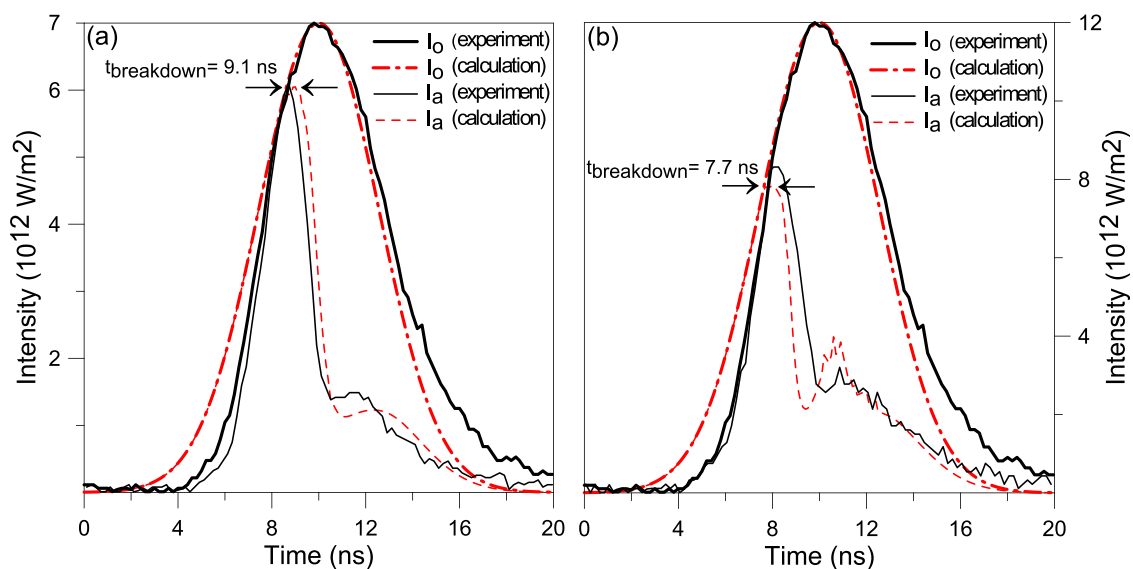 (a)
I_o (experiment)
I_o (calculation)
I_a (experiment)
I_a (calculation)
t_breakdown= 9.1 ns
7
6
4
2
Intensity (10^12 W/m2)
0 4 8 12 16 20
Time (ns)
(b)
I_o (experiment)
I_o (calculation)
I_a (experiment)
I_a (calculation)
t_breakdown= 7.7 ns
12
8
4
Intensity (10^12 W/m2)
0 4 8 12 16 20
Time (ns)